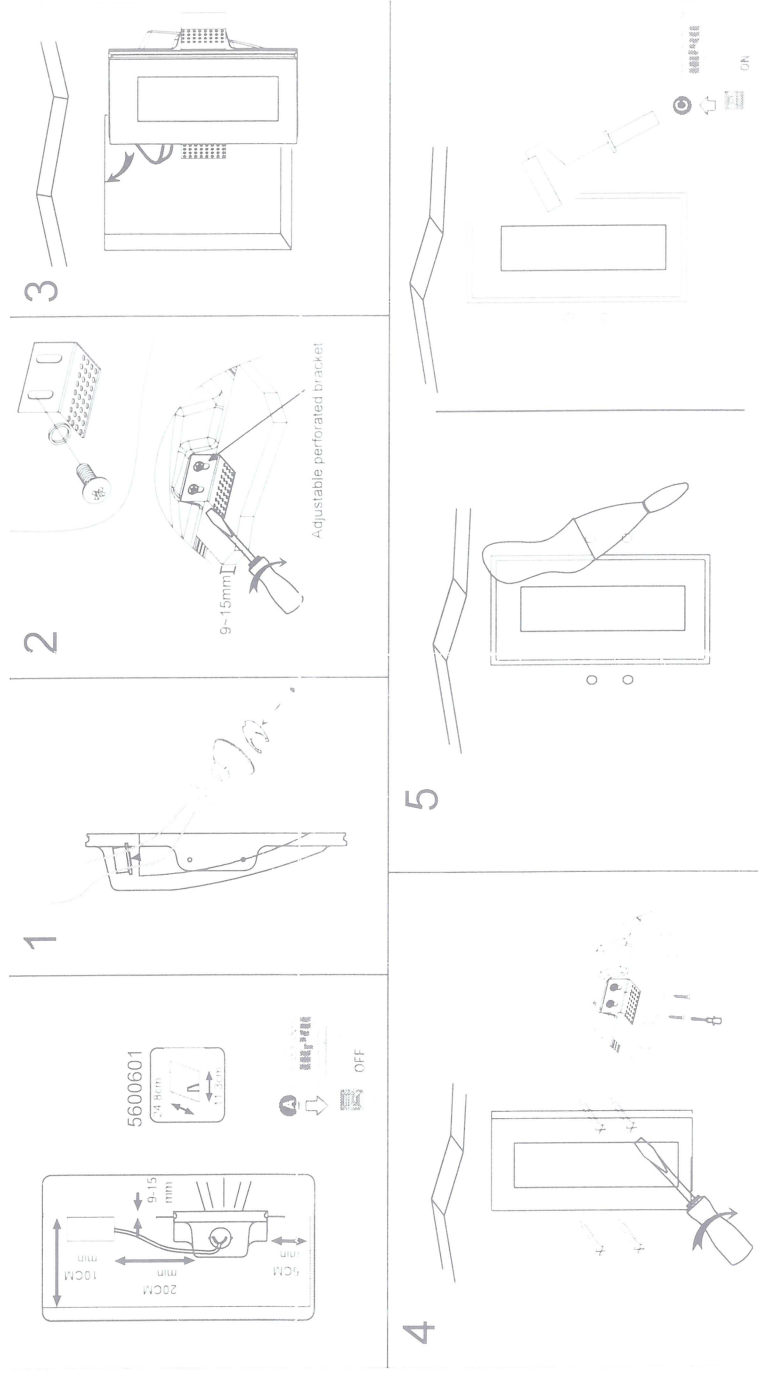 10CM
min
20CM
min
5CM
min
9-15
mm
5600601
24.8cm
11.3cm
A
OFF
1
2
9~15mm
Adjustable perforated bracket
3
4
5
C
ON